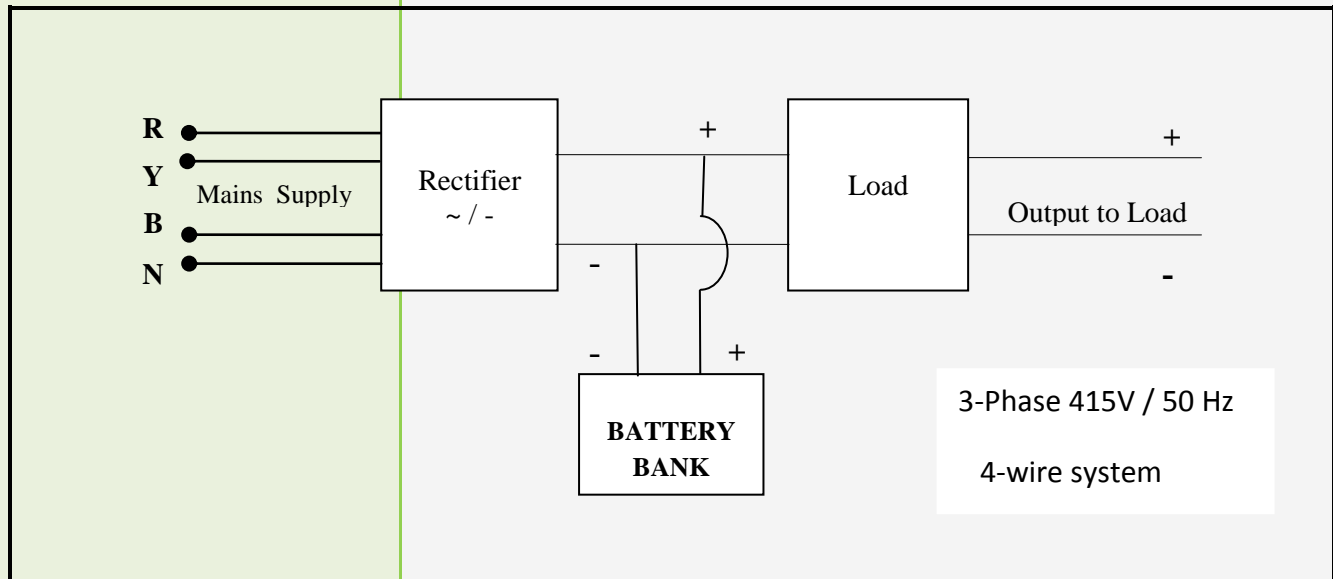 R
Y
Mains Supply
B
N
Rectifier
~ / -
+
-
-
+
BATTERY
BANK
Load
+
Output to Load
-
3-Phase 415V / 50 Hz
4-wire system